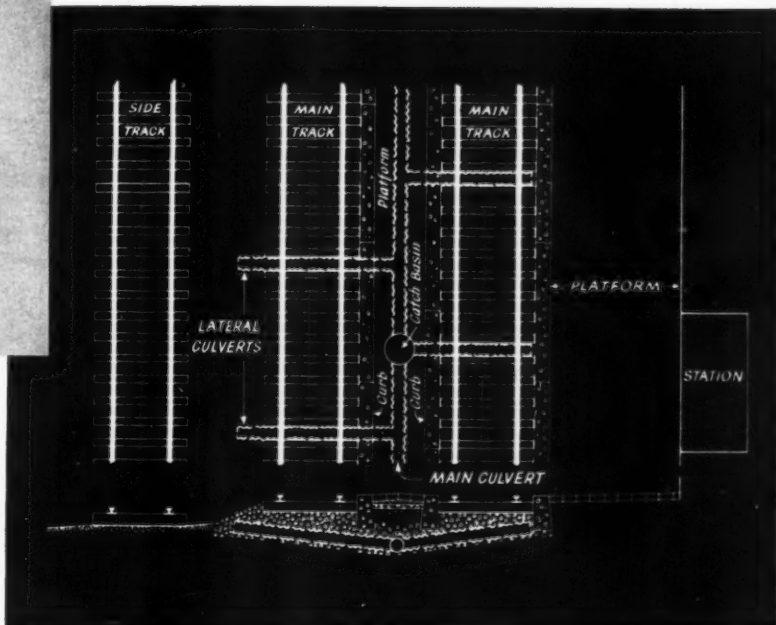 SIDE
TRACK
MAIN
TRACK
MAIN
TRACK
Platform
Catch Basin
PLATFORM
LATERAL
CULVERTS
STATION
Curb
Curb
MAIN CULVERT